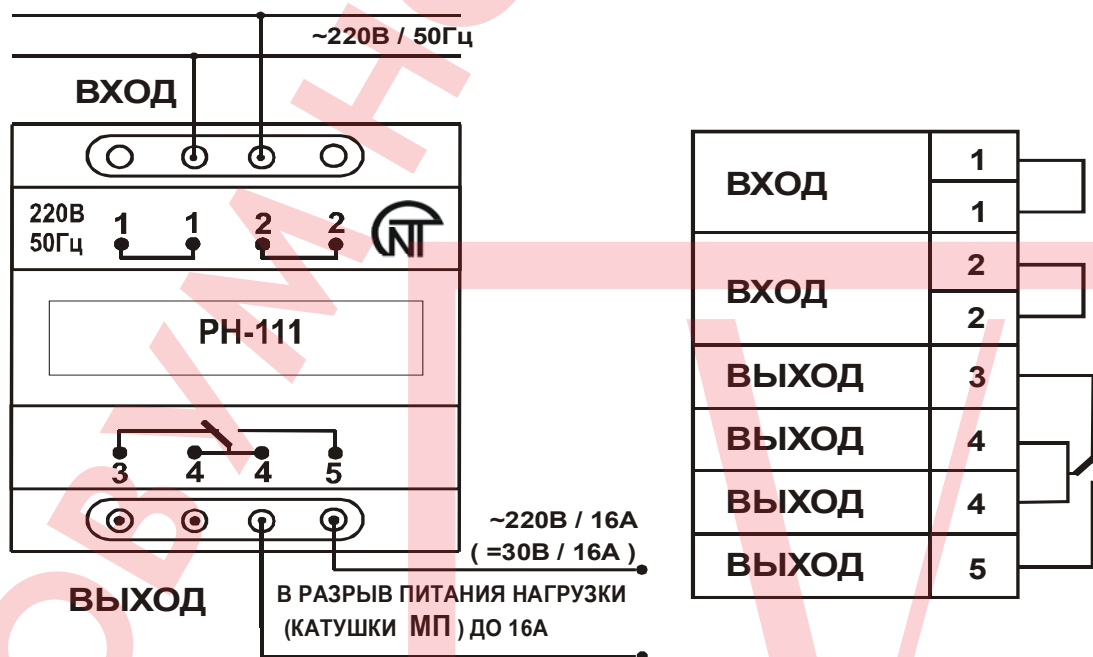 ~220В / 50Гц
ВХОД
220В
50Гц
1 1 2 2
NT
РН-111
3 4 4 5
~220В / 16А
( =30В / 16А )
ВЫХОД
В РАЗРЫВ ПИТАНИЯ НАГРУЗКИ
(КАТУШКИ МП ) ДО 16А
ВХОД 1
1
ВХОД 2
2
ВЫХОД 3
ВЫХОД 4
ВЫХОД 4
ВЫХОД 5